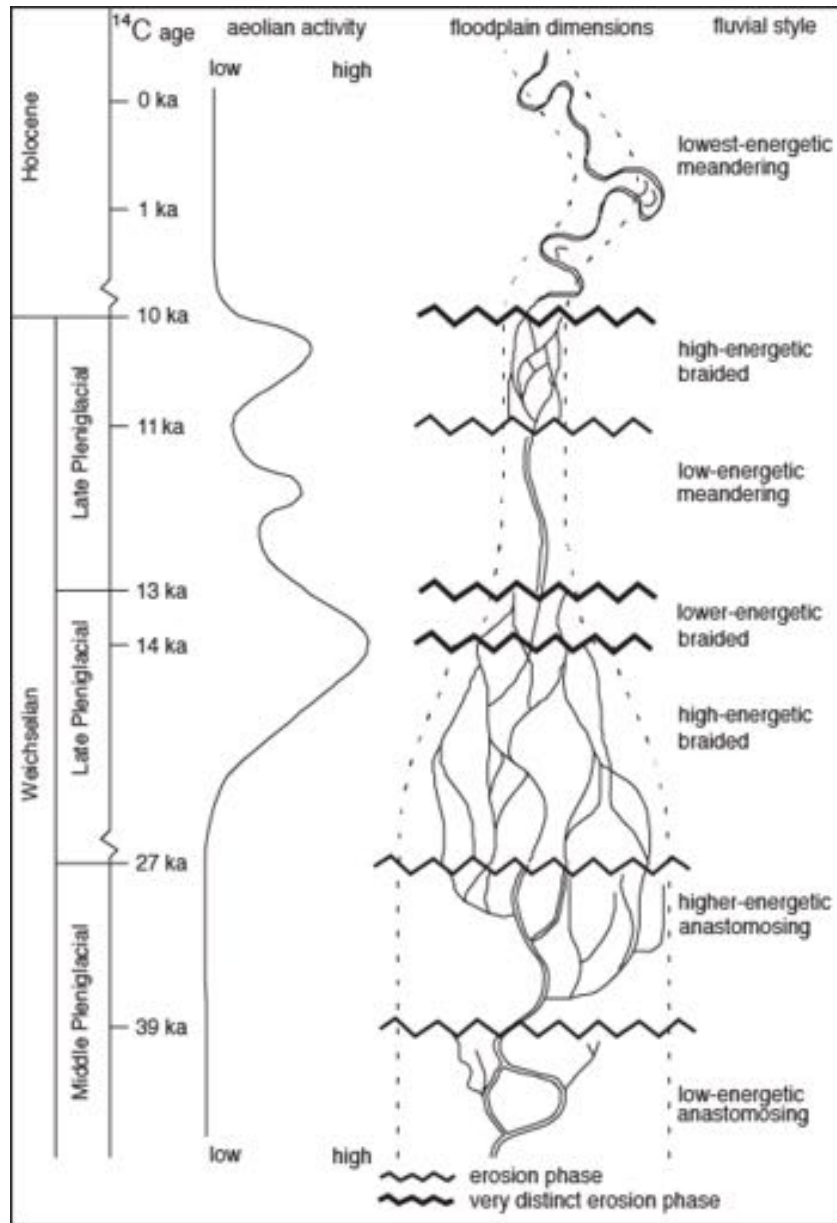 14C age
aeolian activity
floodplain dimensions
fluvial style
low
high
0 ka
lowest-energetic
meandering
Holocene
1 ka
10 ka
high-energetic
braided
Late Pleniglacial
11 ka
low-energetic
meandering
13 ka
lower-energetic
braided
14 ka
Late Pleniglacial
high-energetic
braided
Weichselian
27 ka
higher-energetic
anastomosing
Middle Pleniglacial
39 ka
low-energetic
anastomosing
low
high
erosion phase
very distinct erosion phase